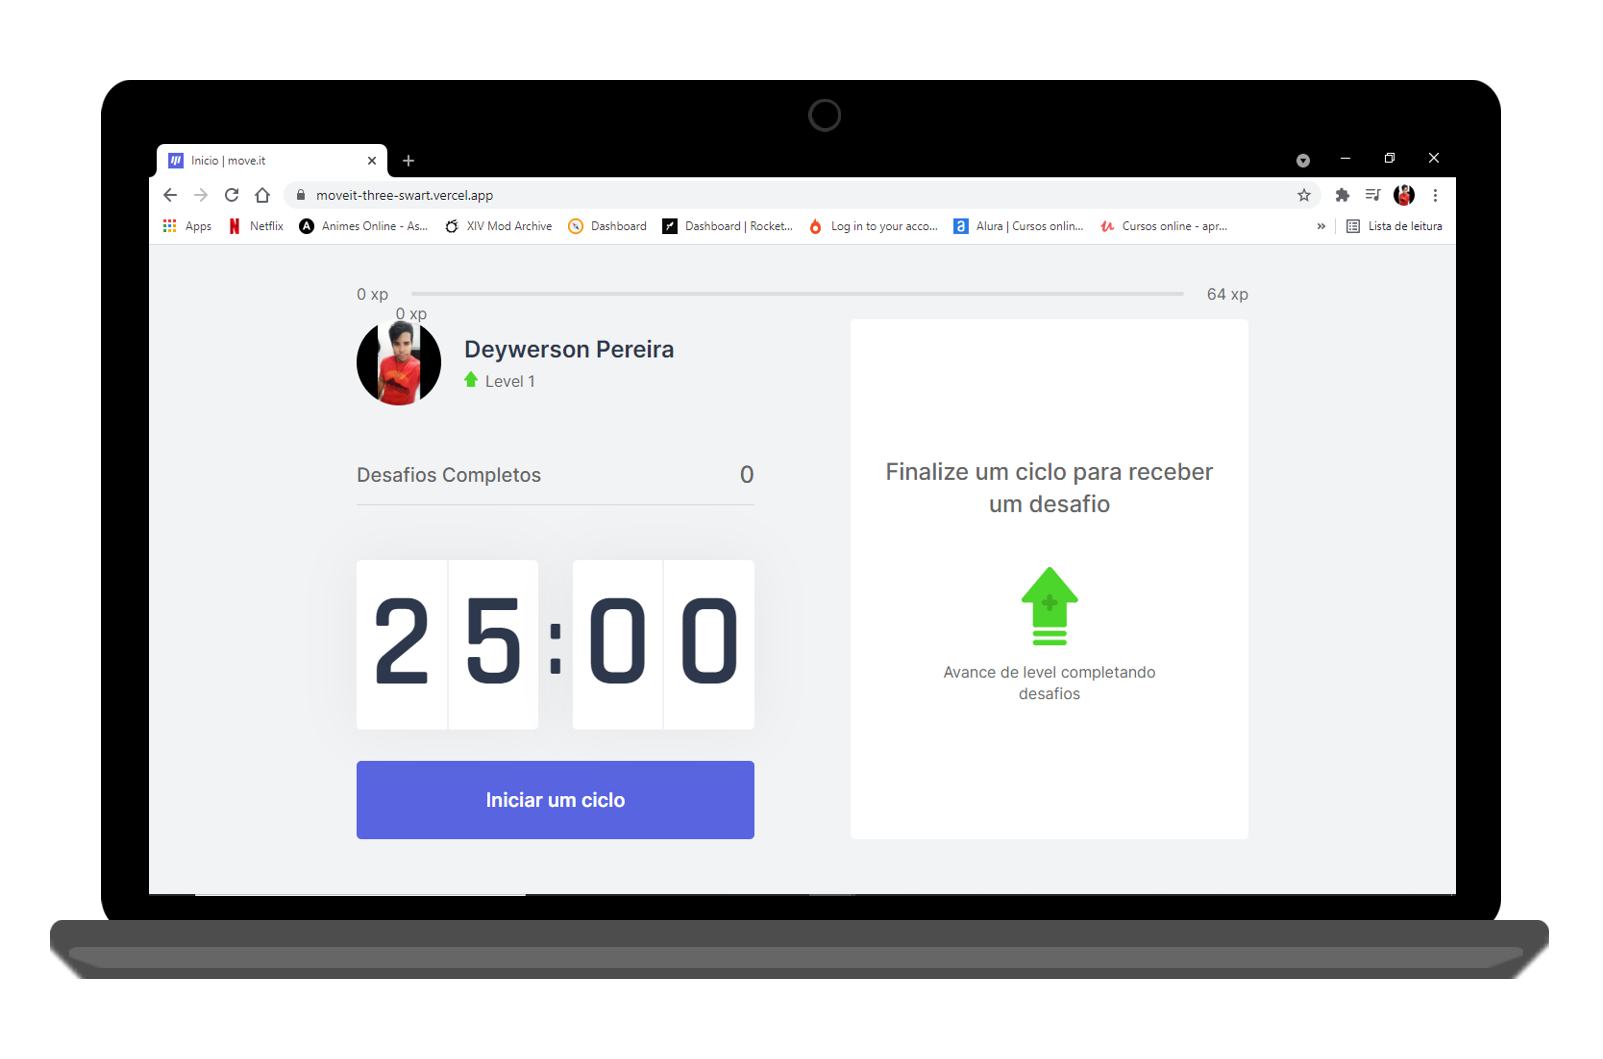 Inicio | move.it
moveit-three-swart.vercel.app
Apps Netflix Animes Online - As... XIV Mod Archive Dashboard Dashboard | Rocket... Log in to your acco... Alura | Cursos onlin... Cursos online - apr... » Lista de leitura
0 xp 64 xp
0 xp
Deywerson Pereira
Level 1
Desafios Completos 0
25:00
Iniciar um ciclo
Finalize um ciclo para receber
um desafio
Avance de level completando
desafios